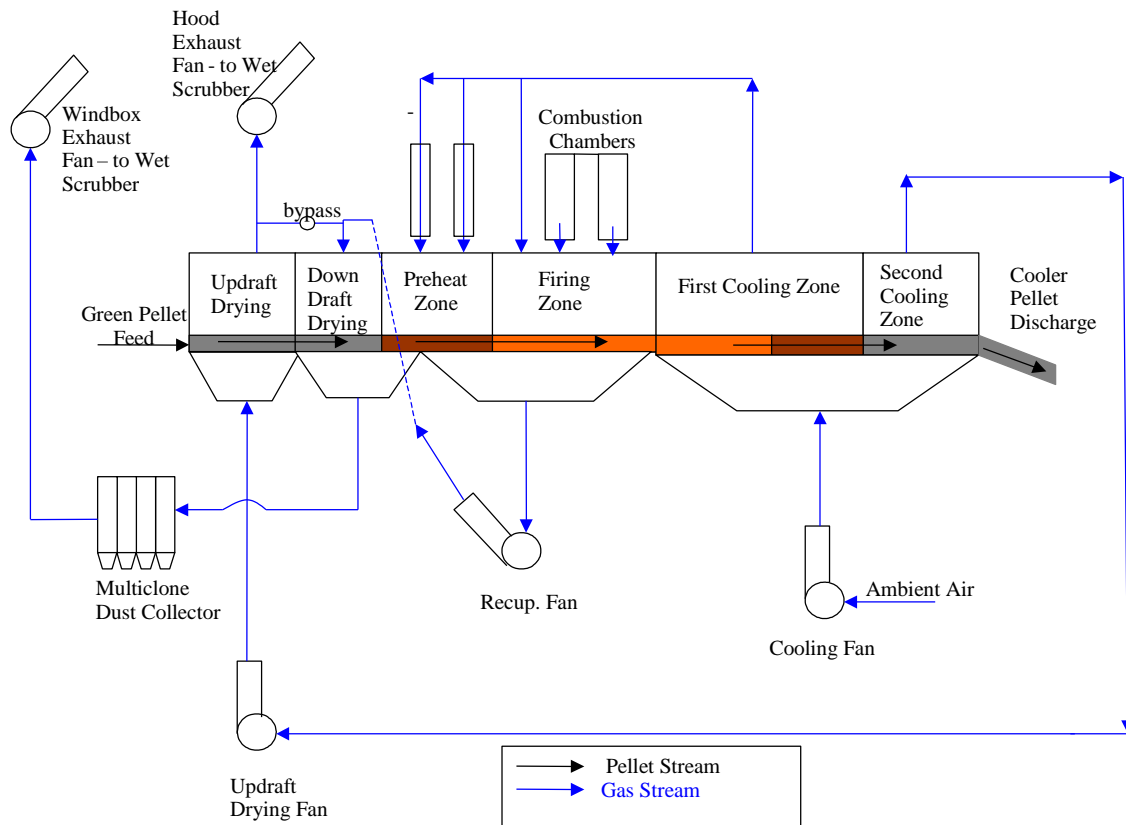 Hood
Exhaust
Fan - to Wet
Scrubber
Windbox
Exhaust
Fan – to Wet
Scrubber
-
Combustion
Chambers
bypass
Updraft
Drying
Down
Draft
Drying
Preheat
Zone
Firing
Zone
First Cooling Zone
Second
Cooling
Zone
Cooler
Pellet
Discharge
Green Pellet
Feed
Multiclone
Dust Collector
Recup. Fan
Ambient Air
Cooling Fan
-
Updraft
Drying Fan
Pellet Stream
Gas Stream